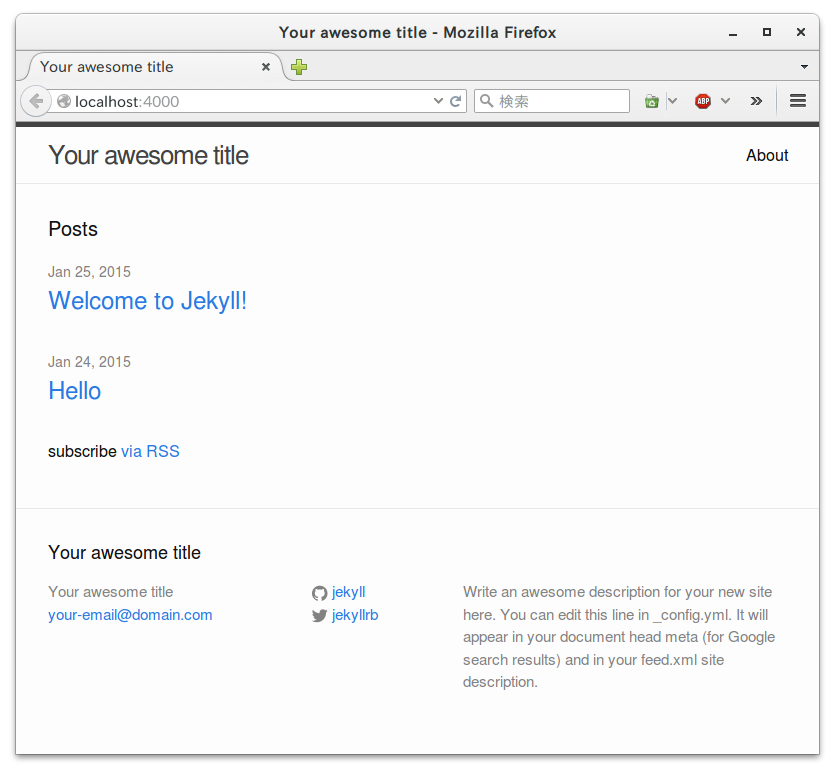 Your awesome title - Mozilla Firefox
Your awesome title
localhost:4000
検索
ABP
Your awesome title
About
Posts
Jan 25, 2015
Welcome to Jekyll!
Jan 24, 2015
Hello
subscribe via RSS
Your awesome title
Your awesome title
your-email@domain.com
jekyll
jekyllrb
Write an awesome description for your new site
here. You can edit this line in _config.yml. It will
appear in your document head meta (for Google
search results) and in your feed.xml site
description.